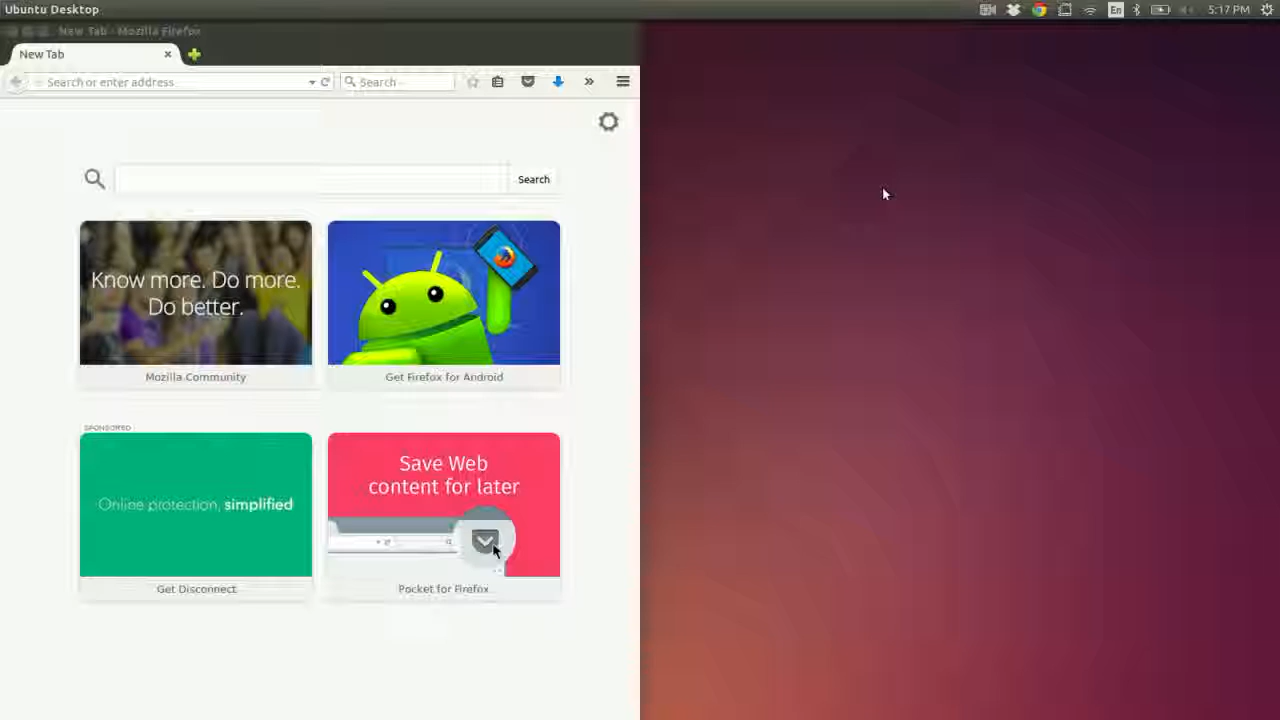 Ubuntu Desktop
En
5:17 PM
New Tab - Mozilla Firefox
New Tab
Search or enter address
Search
Search
Know more. Do more.
Do better.
Mozilla Community
Get Firefox for Android
SPONSORED
Online protection, simplified
Get Disconnect
Save Web
content for later
Pocket for Firefox